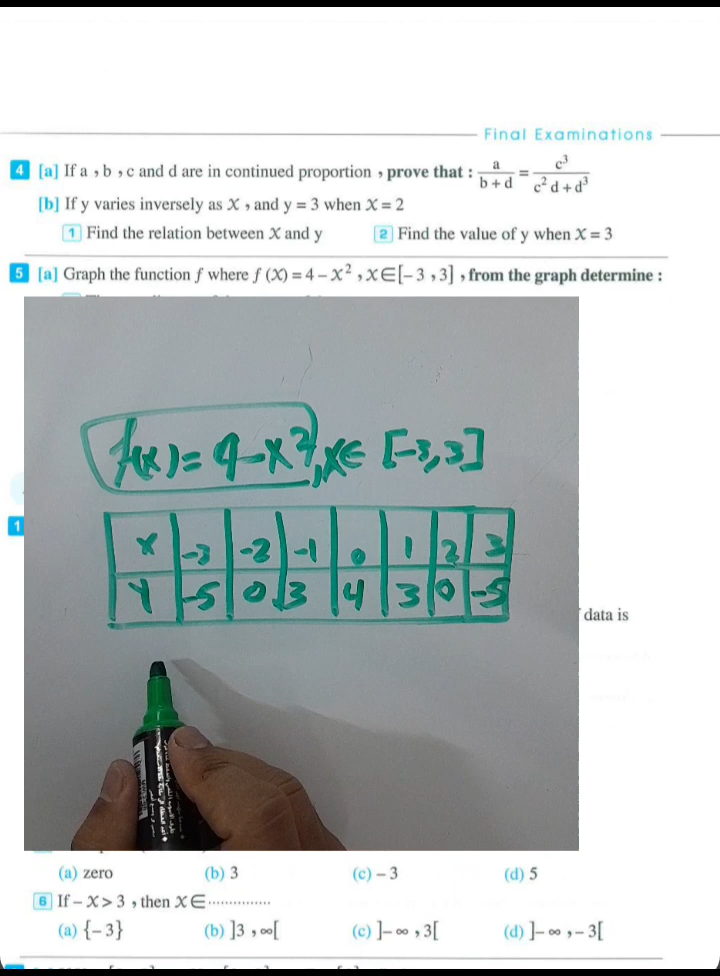 Final Examinations
4 [a] If a , b , c and d are in continued proportion , prove that : a / (b + d) = c³ / (c² d + d³)
[b] If y varies inversely as X , and y = 3 when X = 2
1 Find the relation between X and y 2 Find the value of y when X = 3
5 [a] Graph the function f where f (X) = 4 – X² , X ∈ [– 3 , 3] , from the graph determine :
f(x) = 4-x², x∈ [-3,3]
x -3 -2 -1 0 1 2 3
y -5 0 3 4 3 0 -5
1
data is
(a) zero (b) 3 (c) – 3 (d) 5
6 If – X > 3 , then X ∈ ...............
(a) {– 3} (b) ]3 , ∞[ (c) ]– ∞ , 3[ (d) ]– ∞ , – 3[